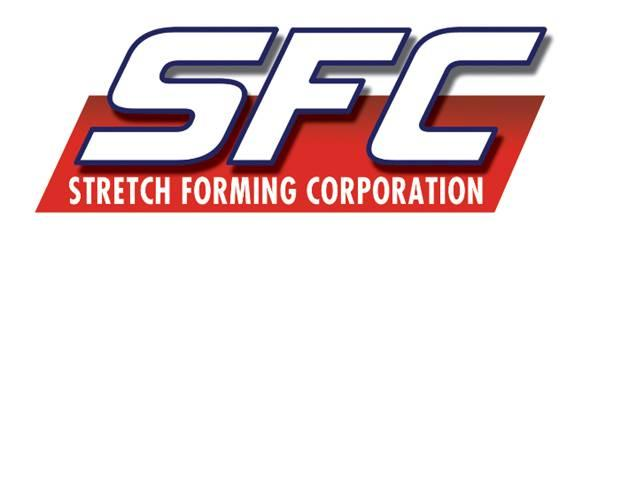 SFC
STRETCH FORMING CORPORATION